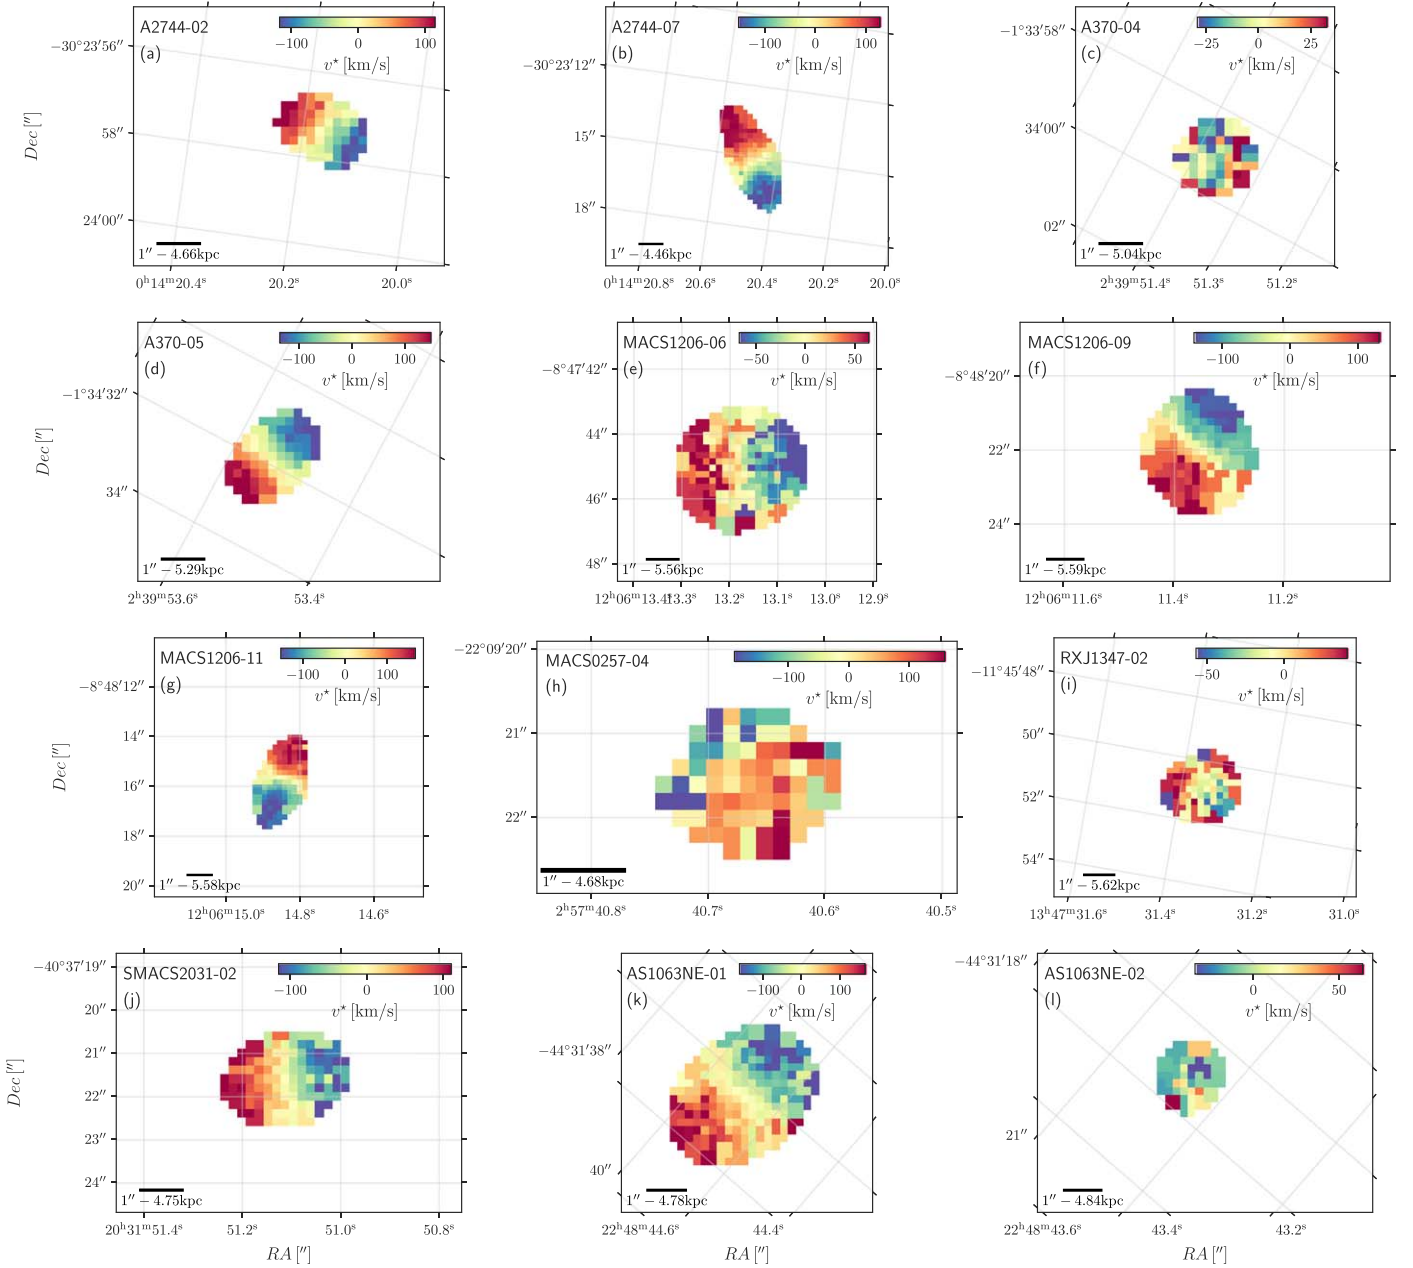 A2744-02
(a)
−100 0 100
v⋆ [km/s]
−30°23′56″
58″
24′00″
Dec [″]
1″ − 4.66kpc
0h14m20.4s 20.2s 20.0s
A2744-07
(b)
−100 0 100
v⋆ [km/s]
−30°23′12″
15″
18″
1″ − 4.46kpc
0h14m20.8s 20.6s 20.4s 20.2s 20.0s
A370-04
(c)
−25 0 25
v⋆ [km/s]
−1°33′58″
34′00″
02″
1″ − 5.04kpc
2h39m51.4s 51.3s 51.2s
A370-05
(d)
−100 0 100
v⋆ [km/s]
−1°34′32″
34″
Dec [″]
1″ − 5.29kpc
2h39m53.6s 53.4s
MACS1206-06
(e)
−50 0 50
v⋆ [km/s]
−8°47′42″
44″
46″
48″
1″ − 5.56kpc
12h06m13.4s 13.3s 13.2s 13.1s 13.0s 12.9s
MACS1206-09
(f)
−100 0 100
v⋆ [km/s]
−8°48′20″
22″
24″
1″ − 5.59kpc
12h06m11.6s 11.4s 11.2s
MACS1206-11
(g)
−100 0 100
v⋆ [km/s]
−8°48′12″
14″
16″
18″
20″
Dec [″]
1″ − 5.58kpc
12h06m15.0s 14.8s 14.6s
MACS0257-04
(h)
−100 0 100
v⋆ [km/s]
−22°09′20″
21″
22″
1″ − 4.68kpc
2h57m40.8s 40.7s 40.6s 40.5s
RXJ1347-02
(i)
−50 0
v⋆ [km/s]
−11°45′48″
50″
52″
54″
1″ − 5.62kpc
13h47m31.6s 31.4s 31.2s 31.0s
SMACS2031-02
(j)
−100 0 100
v⋆ [km/s]
−40°37′19″
20″
21″
22″
23″
24″
Dec [″]
1″ − 4.75kpc
20h31m51.4s 51.2s 51.0s 50.8s
RA [″]
AS1063NE-01
(k)
−100 0 100
v⋆ [km/s]
−44°31′38″
40″
1″ − 4.78kpc
22h48m44.6s 44.4s
RA [″]
AS1063NE-02
(l)
0 50
v⋆ [km/s]
−44°31′18″
21″
1″ − 4.84kpc
22h48m43.6s 43.4s 43.2s
RA [″]